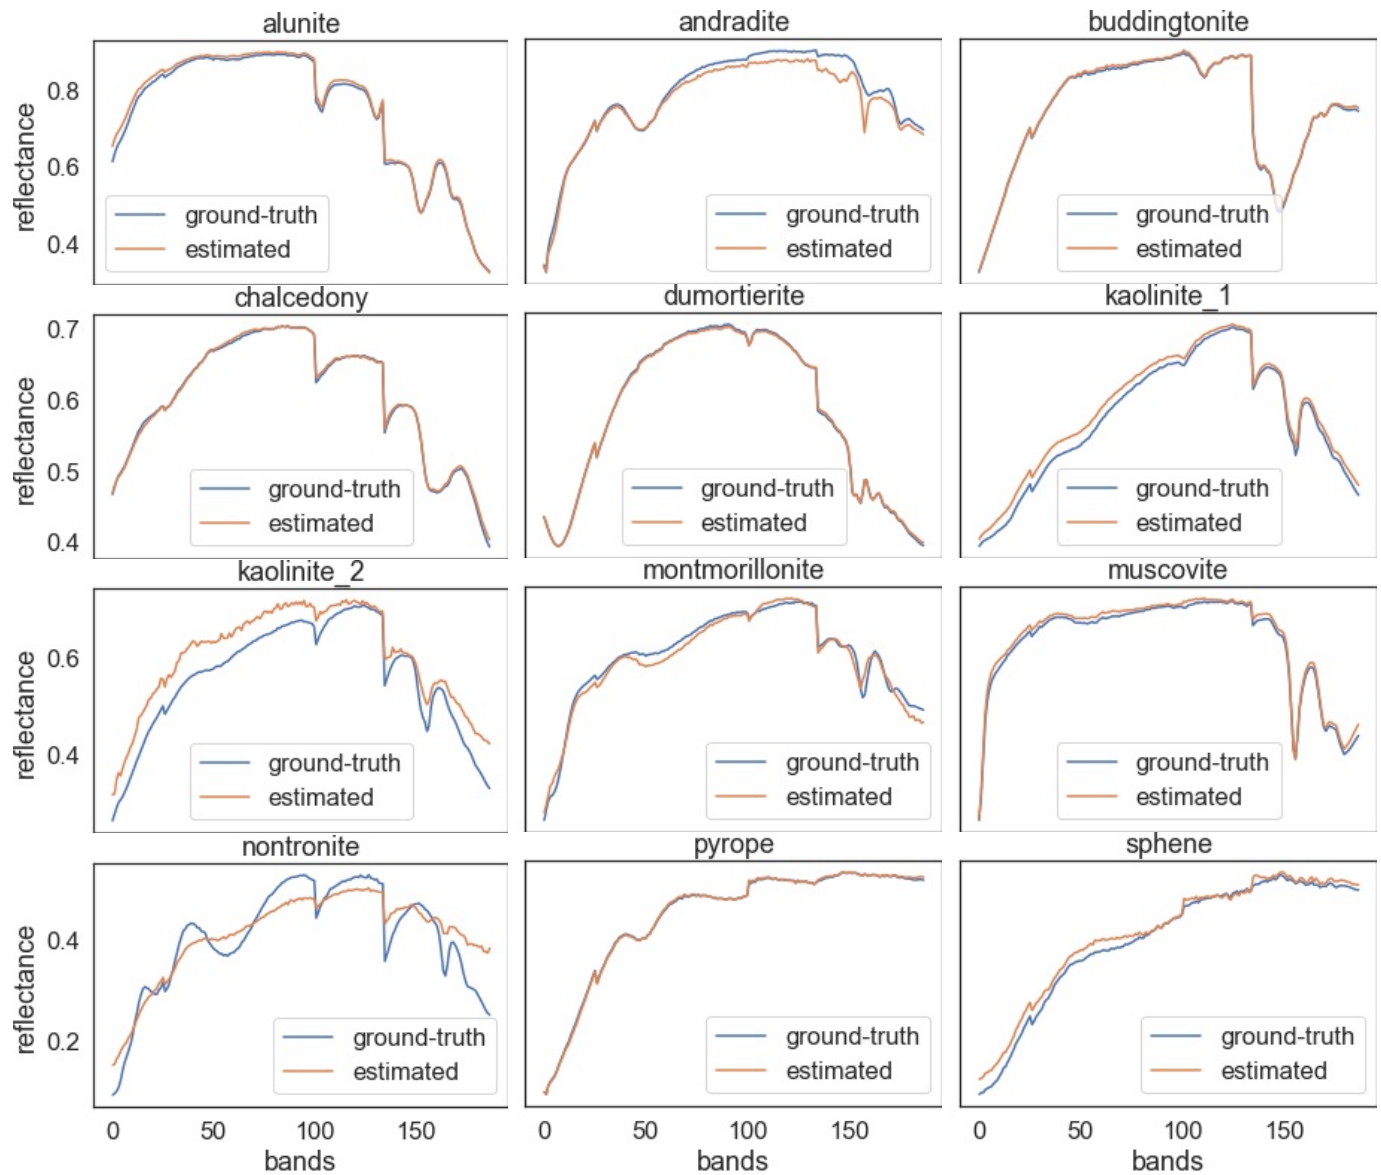 alunite
andradite
buddingtonite
reflectance
0.8
0.6
0.4
ground-truth
estimated
ground-truth
estimated
ground-truth
estimated
chalcedony
dumortierite
kaolinite_1
reflectance
0.7
0.6
0.5
0.4
ground-truth
estimated
ground-truth
estimated
ground-truth
estimated
kaolinite_2
montmorillonite
muscovite
reflectance
0.6
0.4
ground-truth
estimated
ground-truth
estimated
ground-truth
estimated
nontronite
pyrope
sphene
reflectance
0.4
0.2
ground-truth
estimated
ground-truth
estimated
ground-truth
estimated
0 50 100 150
0 50 100 150
0 50 100 150
bands
bands
bands